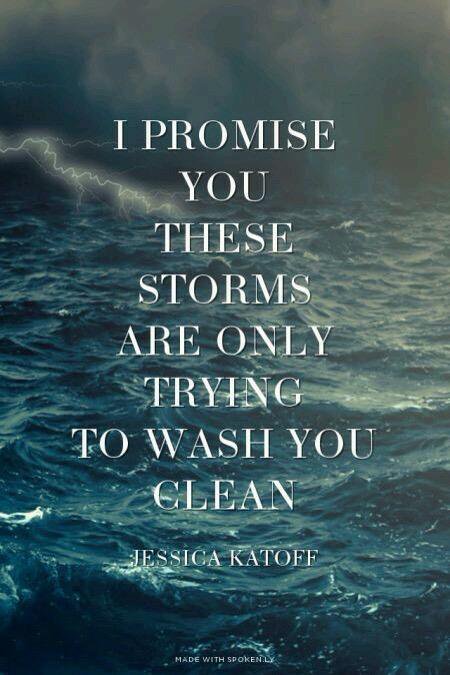 I PROMISE
YOU
THESE
STORMS
ARE ONLY
TRYING
TO WASH YOU
CLEAN
JESSICA KATOFF
MADE WITH SPOKEN.LY